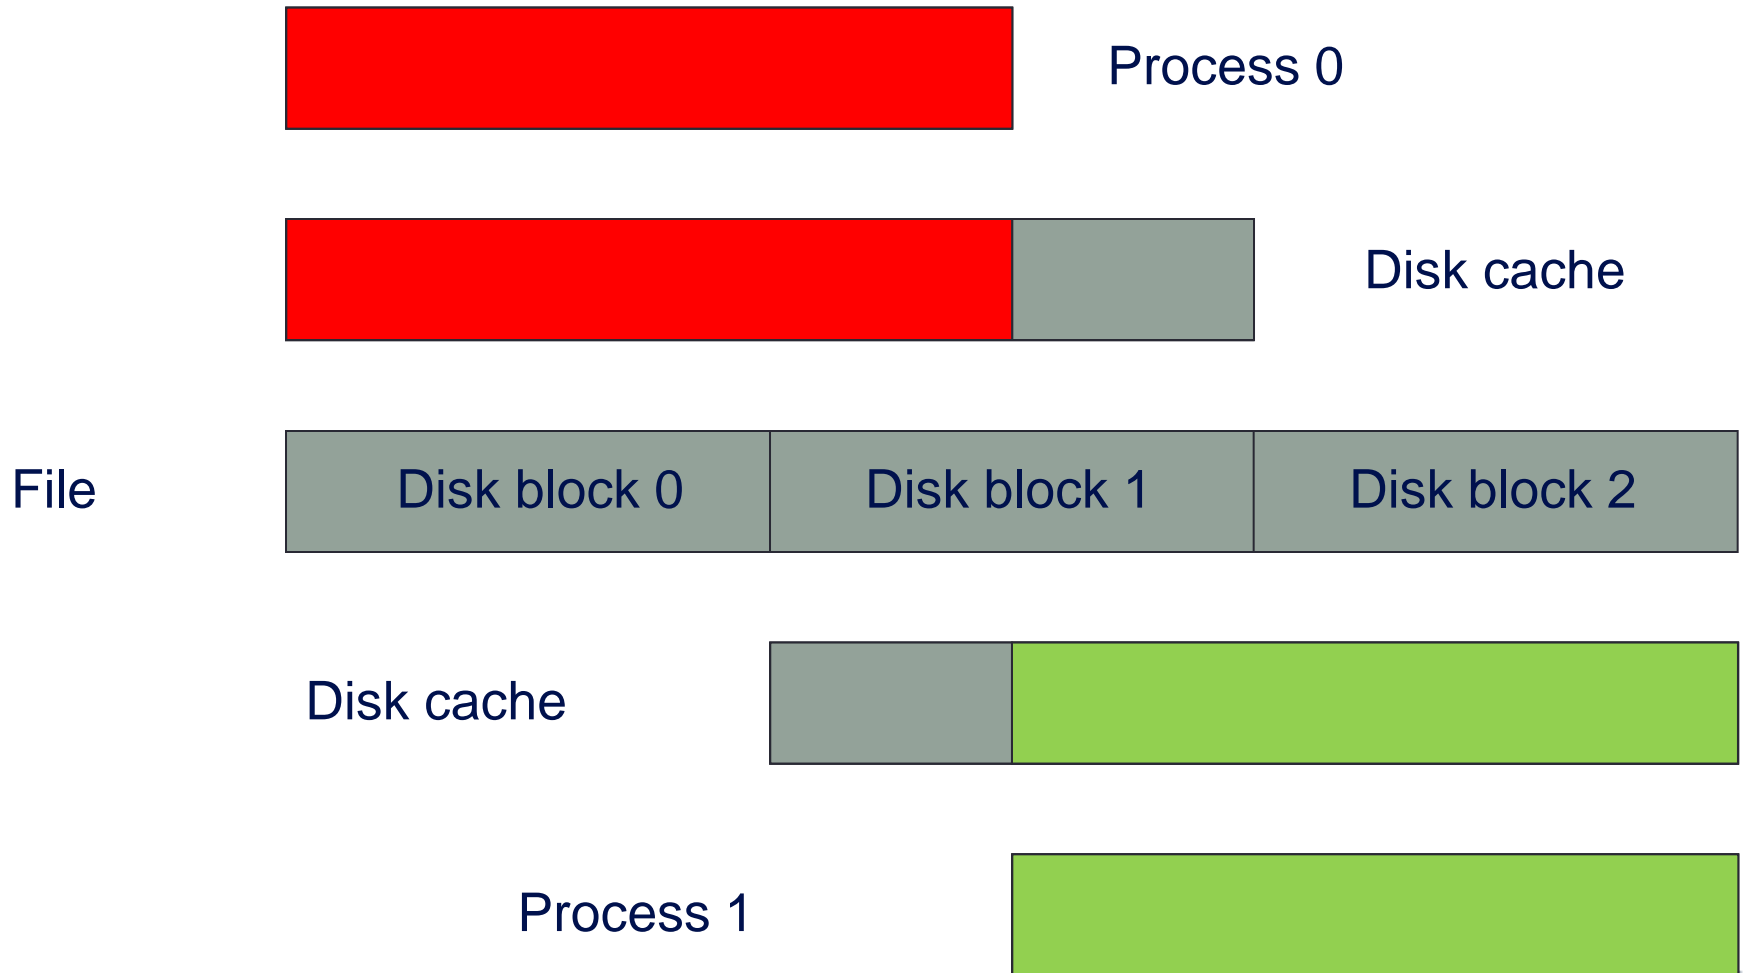 Process 0
Disk cache
File
Disk block 0
Disk block 1
Disk block 2
Disk cache
Process 1